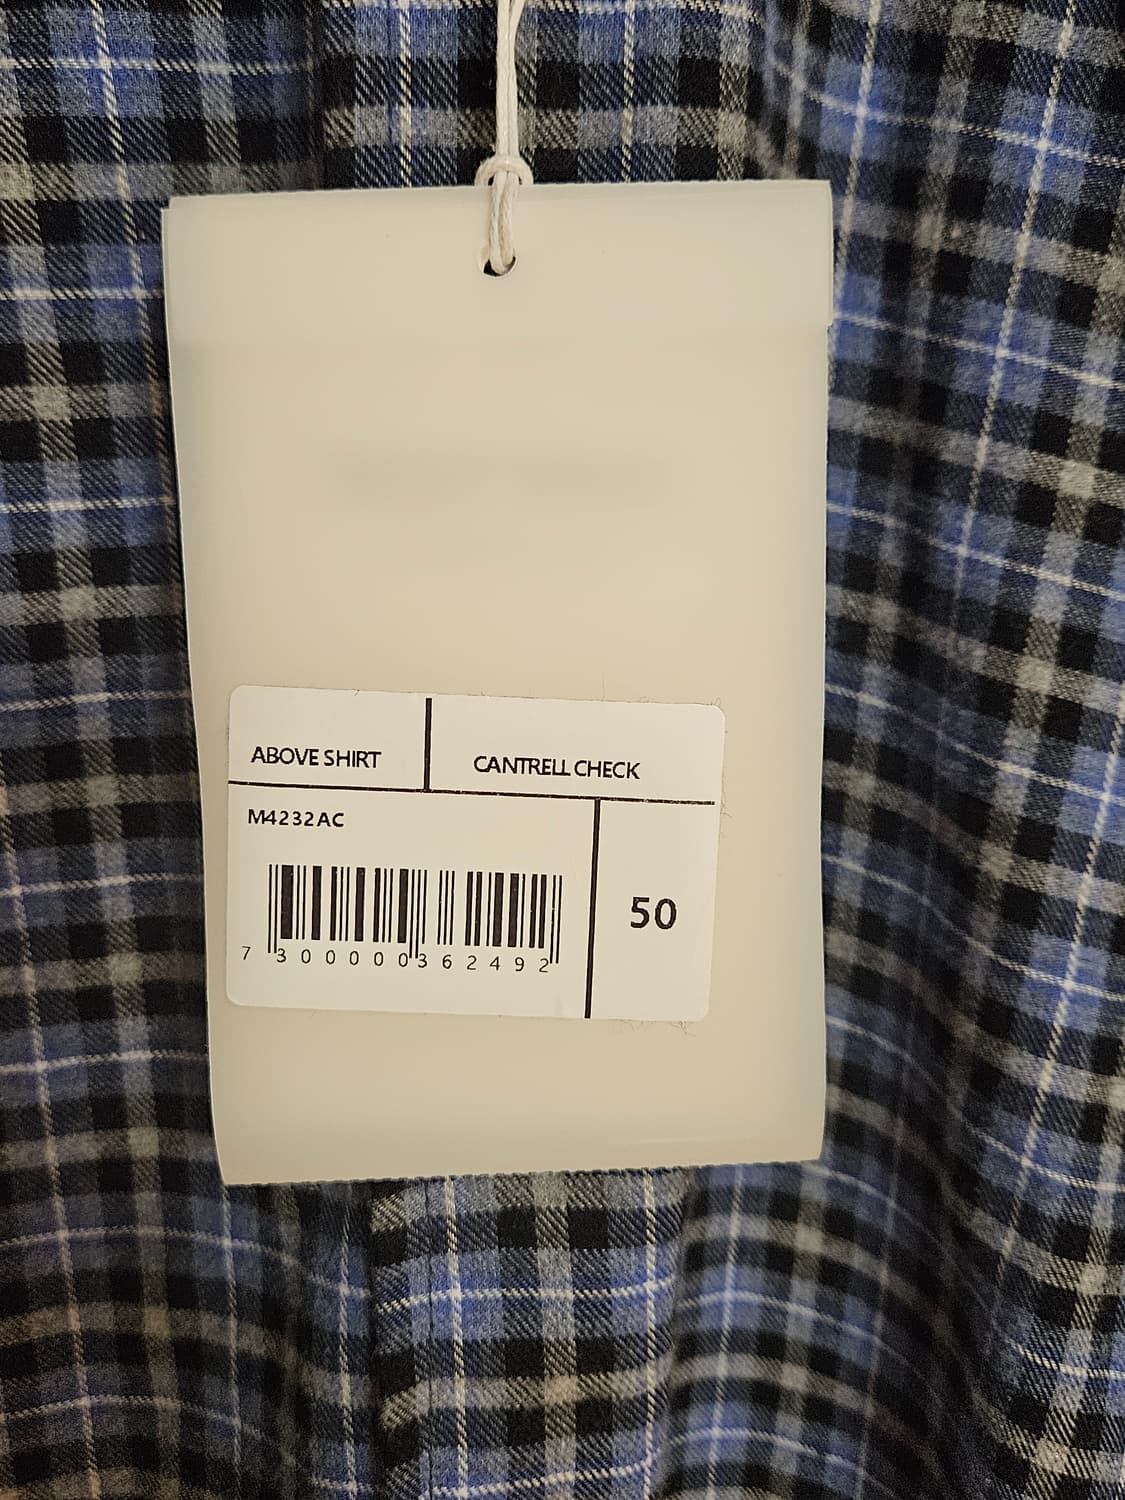 ABOVE SHIRT
CANTRELL CHECK
M4232AC
50
7 300000 362492